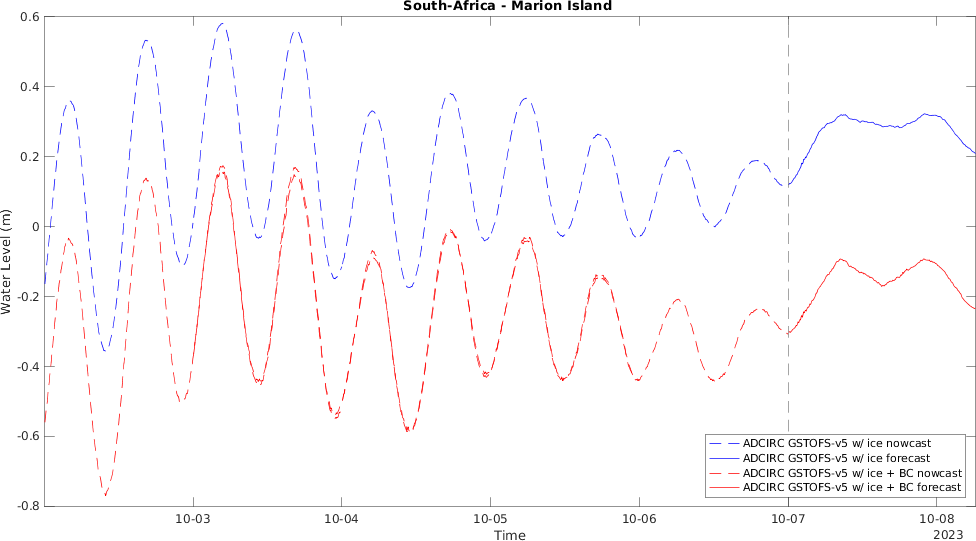 South-Africa - Marion Island
0.6
0.4
0.2
0
-0.2
-0.4
-0.6
-0.8
Water Level (m)
ADCIRC GSTOFS-v5 w/ ice nowcast
ADCIRC GSTOFS-v5 w/ ice forecast
ADCIRC GSTOFS-v5 w/ ice + BC nowcast
ADCIRC GSTOFS-v5 w/ ice + BC forecast
10-03 10-04 10-05 10-06 10-07 10-08
Time
2023